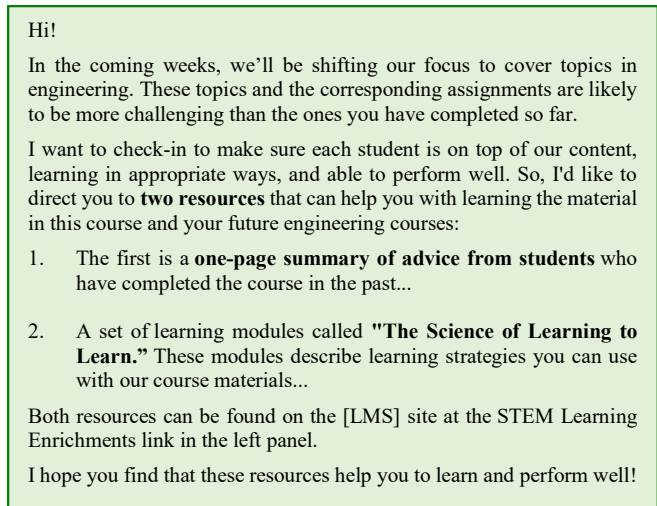 Hi!
In the coming weeks, we’ll be shifting our focus to cover topics in
engineering. These topics and the corresponding assignments are likely
to be more challenging than the ones you have completed so far.
I want to check-in to make sure each student is on top of our content,
learning in appropriate ways, and able to perform well. So, I'd like to
direct you to two resources that can help you with learning the material
in this course and your future engineering courses:
1. The first is a one-page summary of advice from students who
have completed the course in the past...
2. A set of learning modules called "The Science of Learning to
Learn.” These modules describe learning strategies you can use
with our course materials...
Both resources can be found on the [LMS] site at the STEM Learning
Enrichments link in the left panel.
I hope you find that these resources help you to learn and perform well!